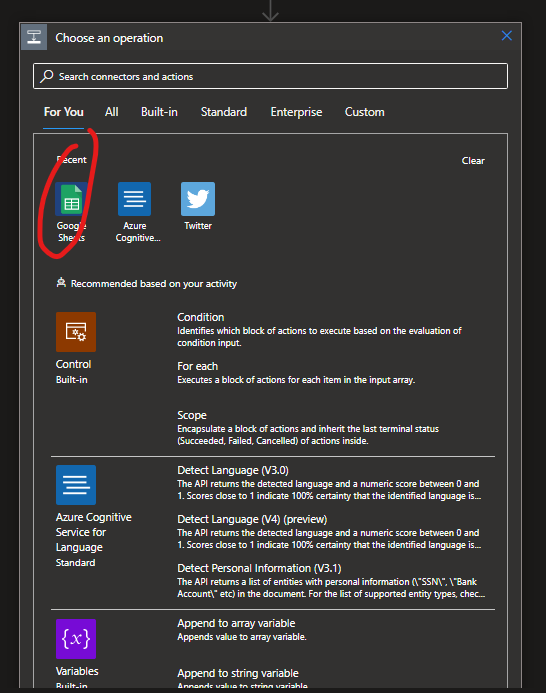 Choose an operation
Search connectors and actions
For You All Built-in Standard Enterprise Custom
Recent
Clear
Google
Sheets
Azure
Cognitive...
Twitter
Recommended based on your activity
Control
Built-in
Condition
Identifies which block of actions to execute based on the evaluation of
condition input.
For each
Executes a block of actions for each item in the input array.
Scope
Encapsulate a block of actions and inherit the last terminal status
(Succeeded, Failed, Cancelled) of actions inside.
Azure Cognitive
Service for
Language
Standard
Detect Language (V3.0)
The API returns the detected language and a numeric score between 0 and
1. Scores close to 1 indicate 100% certainty that the identified language is...
Detect Language (V4) (preview)
The API returns the detected language and a numeric score between 0 and
1. Scores close to 1 indicate 100% certainty that the identified language is...
Detect Personal Information (V3.1)
The API returns a list of entities with personal information (\"SSN\", \"Bank
Account\" etc) in the document. For the list of supported entity types, chec...
{x}
Variables
Built-in
Append to array variable
Appends value to array variable.
Append to string variable
Appends value to string variable.